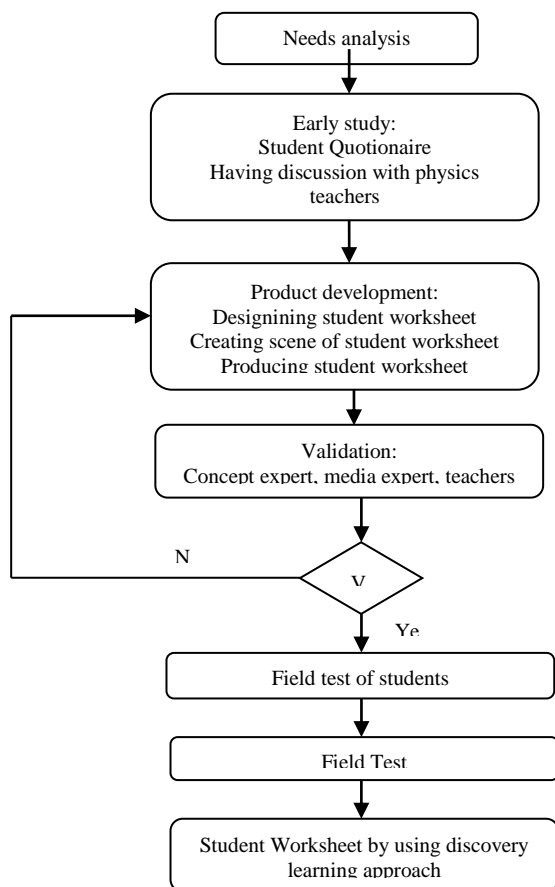 Needs analysis
Early study:
Student Quotionaire
Having discussion with physics
teachers
Product development:
Designining student worksheet
Creating scene of student worksheet
Producing student worksheet
Validation:
Concept expert, media expert, teachers
N
V
Ye
Field test of students
Field Test
Student Worksheet by using discovery
learning approach